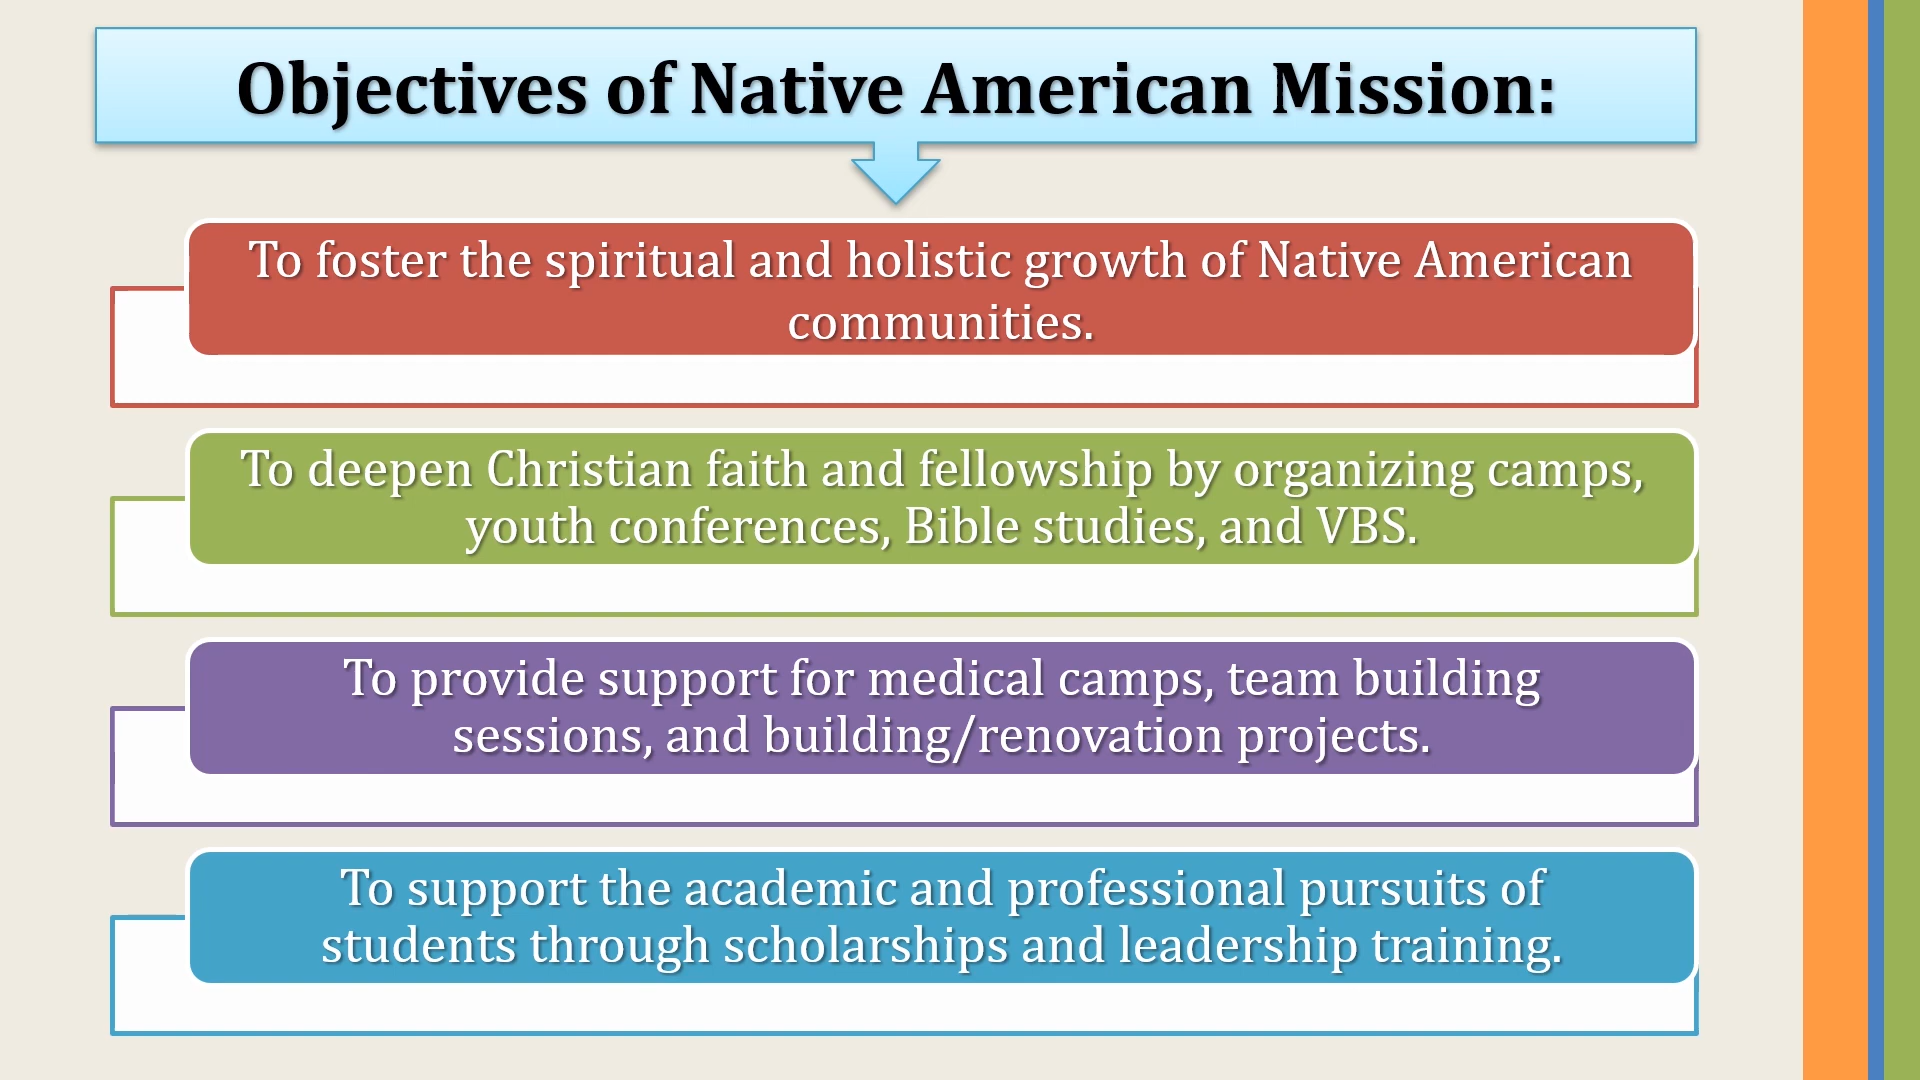 Objectives of Native American Mission:
To foster the spiritual and holistic growth of Native American
communities.
To deepen Christian faith and fellowship by organizing camps,
youth conferences, Bible studies, and VBS.
To provide support for medical camps, team building
sessions, and building/renovation projects.
To support the academic and professional pursuits of
students through scholarships and leadership training.